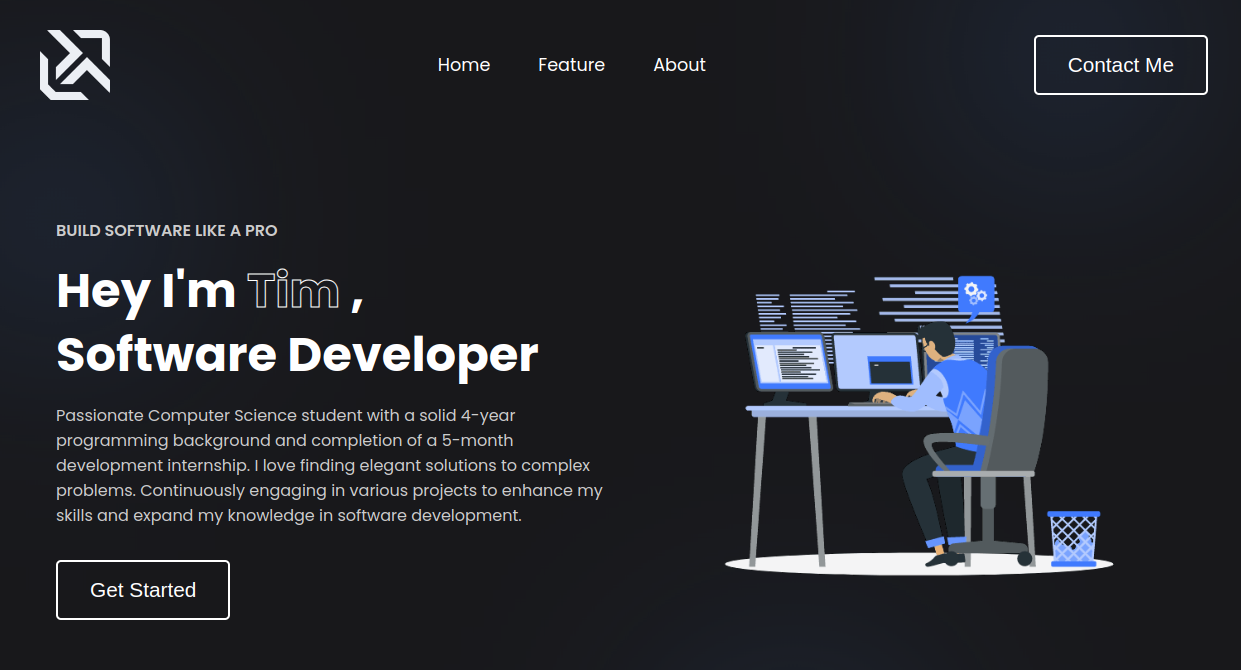 Home Feature About Contact Me
BUILD SOFTWARE LIKE A PRO
Hey I'm Tim ,
Software Developer
Passionate Computer Science student with a solid 4-year
programming background and completion of a 5-month
development internship. I love finding elegant solutions to complex
problems. Continuously engaging in various projects to enhance my
skills and expand my knowledge in software development.
Get Started